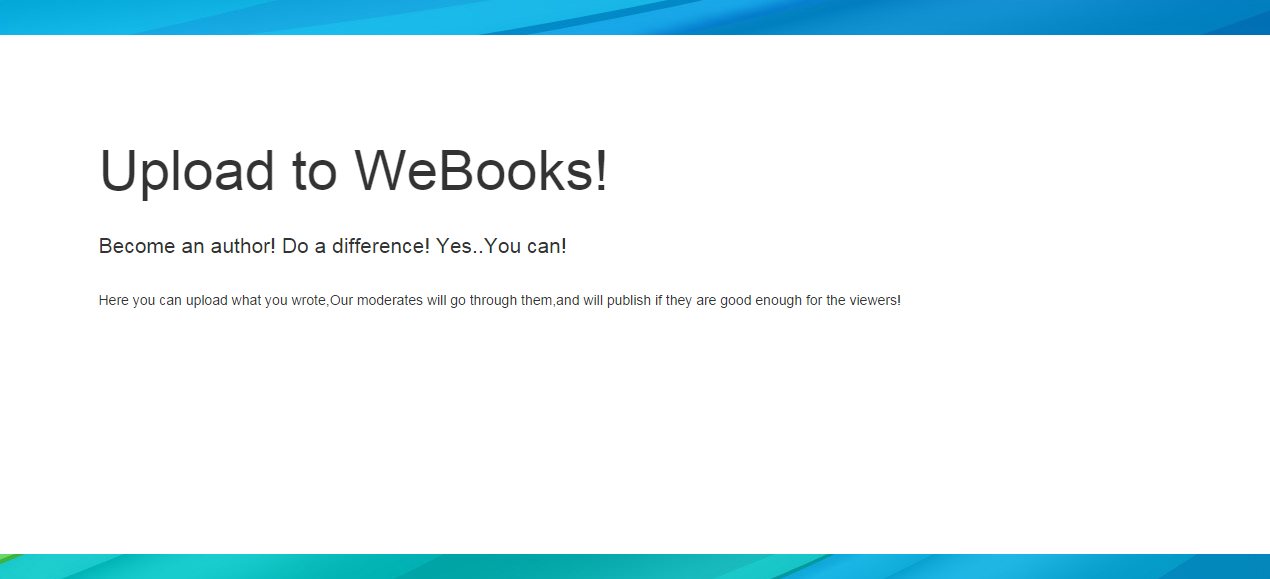 Upload to WeBooks!
Become an author! Do a difference! Yes..You can!
Here you can upload what you wrote,Our moderates will go through them,and will publish if they are good enough for the viewers!